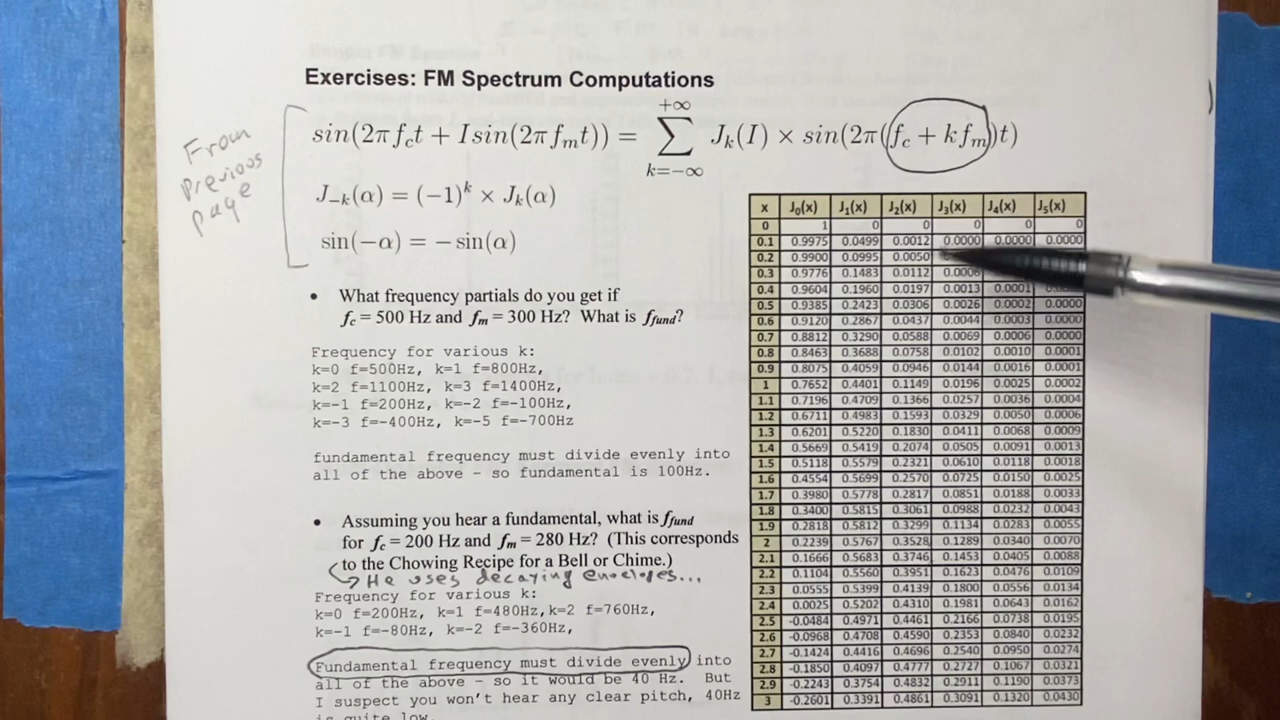 Exercises: FM Spectrum Computations
From
Previous
page
sin(2πf_ct + I sin(2πf_mt)) = ∑_{k=−∞}^{+∞} J_k(I) × sin(2π(f_c + kf_m)t)
J_{−k}(α) = (−1)^k × J_k(α)
sin(−α) = −sin(α)
• What frequency partials do you get if
f_c = 500 Hz and f_m = 300 Hz? What is f_fund?
Frequency for various k:
k=0 f=500Hz, k=1 f=800Hz,
k=2 f=1100Hz, k=3 f=1400Hz,
k=-1 f=200Hz, k=-2 f=-100Hz,
k=-3 f=-400Hz, k=-5 f=-700Hz
fundamental frequency must divide evenly into
all of the above - so fundamental is 100Hz.
• Assuming you hear a fundamental, what is f_fund
for f_c = 200 Hz and f_m = 280 Hz? (This corresponds
to the Chowing Recipe for a Bell or Chime.)
He uses decaying envelopes...
Frequency for various k:
k=0 f=200Hz, k=1 f=480Hz, k=2 f=760Hz,
k=-1 f=-80Hz, k=-2 f=-360Hz,
Fundamental frequency must divide evenly into
all of the above - so it would be 40 Hz. But
I suspect you won't hear any clear pitch, 40Hz
is quite low.
x J0(x) J1(x) J2(x) J3(x) J4(x) J5(x)
0 1 0 0 0 0 0
0.1 0.9975 0.0499 0.0012 0.0000 0.0000 0.0000
0.2 0.9900 0.0995 0.0050
0.3 0.9776 0.1483 0.0112 0.0006
0.4 0.9604 0.1960 0.0197 0.0013 0.0001
0.5 0.9385 0.2423 0.0306 0.0026 0.0002 0.0000
0.6 0.9120 0.2867 0.0437 0.0044 0.0003 0.0000
0.7 0.8812 0.3290 0.0588 0.0069 0.0006 0.0000
0.8 0.8463 0.3688 0.0758 0.0102 0.0010 0.0001
0.9 0.8075 0.4059 0.0946 0.0144 0.0016 0.0001
1 0.7652 0.4401 0.1149 0.0196 0.0025 0.0002
1.1 0.7196 0.4709 0.1366 0.0257 0.0036 0.0004
1.2 0.6711 0.4983 0.1593 0.0329 0.0050 0.0006
1.3 0.6201 0.5220 0.1830 0.0411 0.0068 0.0009
1.4 0.5669 0.5419 0.2074 0.0505 0.0091 0.0013
1.5 0.5118 0.5579 0.2321 0.0610 0.0118 0.0018
1.6 0.4554 0.5699 0.2570 0.0725 0.0150 0.0025
1.7 0.3980 0.5778 0.2817 0.0851 0.0188 0.0033
1.8 0.3400 0.5815 0.3061 0.0988 0.0232 0.0043
1.9 0.2818 0.5812 0.3299 0.1134 0.0283 0.0055
2 0.2239 0.5767 0.3528 0.1289 0.0340 0.0070
2.1 0.1666 0.5683 0.3746 0.1453 0.0405 0.0088
2.2 0.1104 0.5560 0.3951 0.1623 0.0476 0.0109
2.3 0.0555 0.5399 0.4139 0.1800 0.0556 0.0134
2.4 0.0025 0.5202 0.4310 0.1981 0.0643 0.0162
2.5 -0.0484 0.4971 0.4461 0.2166 0.0738 0.0195
2.6 -0.0968 0.4708 0.4590 0.2353 0.0840 0.0232
2.7 -0.1424 0.4416 0.4696 0.2540 0.0950 0.0274
2.8 -0.1850 0.4097 0.4777 0.2727 0.1067 0.0321
2.9 -0.2243 0.3754 0.4832 0.2911 0.1190 0.0373
3 -0.2601 0.3391 0.4861 0.3091 0.1320 0.0430